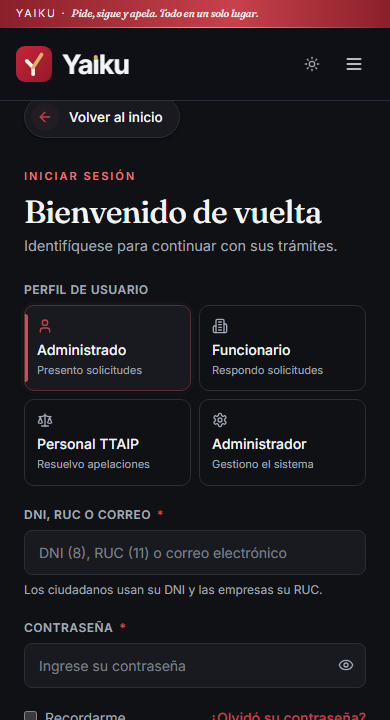 YAIKU · Pide, sigue y apela. Todo en un solo lugar.
Yaiku
Volver al inicio
INICIAR SESIÓN
Bienvenido de vuelta
Identifíquese para continuar con sus trámites.
PERFIL DE USUARIO
Administrado
Presento solicitudes
Funcionario
Respondo solicitudes
Personal TTAIP
Resuelvo apelaciones
Administrador
Gestiono el sistema
DNI, RUC O CORREO *
DNI (8), RUC (11) o correo electrónico
Los ciudadanos usan su DNI y las empresas su RUC.
CONTRASEÑA *
Ingrese su contraseña
Recordarme
¿Olvidó su contraseña?